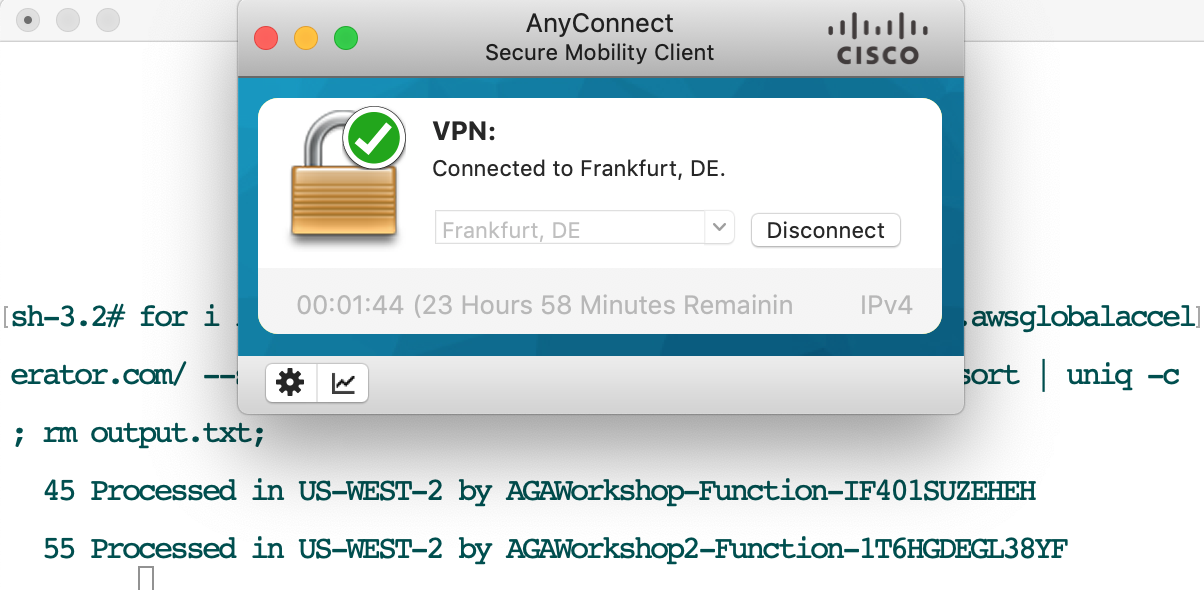 AnyConnect
Secure Mobility Client
CISCO
VPN:
Connected to Frankfurt, DE.
Frankfurt, DE
Disconnect
00:01:44 (23 Hours 58 Minutes Remainin
IPv4
sh-3.2# for i .awsglobalaccel
erator.com/ sort | uniq -c
; rm output.txt;
45 Processed in US-WEST-2 by AGAWorkshop-Function-IF401SUZEHEH
55 Processed in US-WEST-2 by AGAWorkshop2-Function-1T6HGDEGL38YF